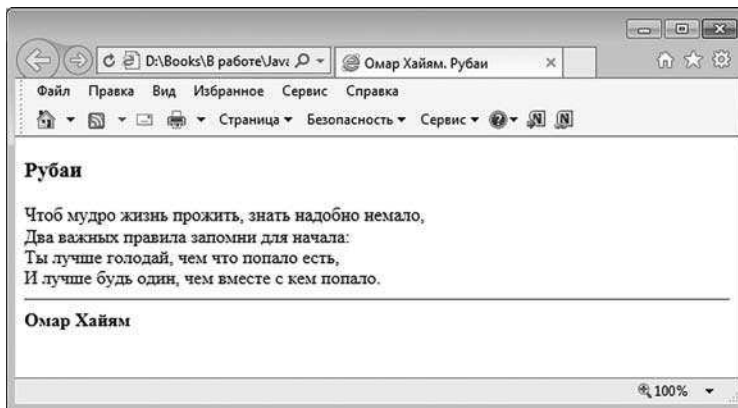 D:\Books\В работе\Java
Омар Хайям. Рубаи
Файл Правка Вид Избранное Сервис Справка
Страница Безопасность Сервис
Рубаи
Чтоб мудро жизнь прожить, знать надобно немало,
Два важных правила запомни для начала:
Ты лучше голодай, чем что попало есть,
И лучше будь один, чем вместе с кем попало.
Омар Хайям
100%